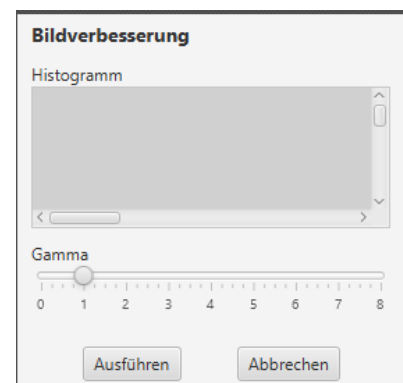 Bildverbesserung
Histogramm
Gamma
0 1 2 3 4 5 6 7 8
Ausführen Abbrechen